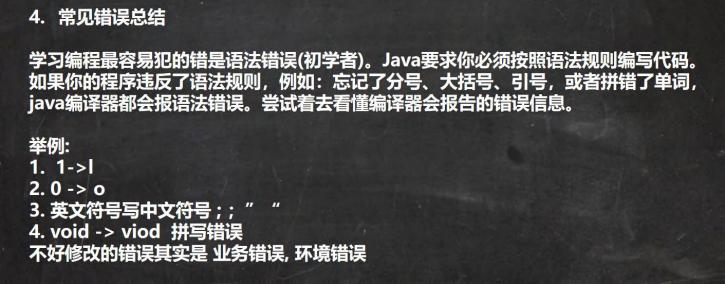 4. 常见错误总结
学习编程最容易犯的错是语法错误(初学者)。Java要求你必须按照语法规则编写代码。
如果你的程序违反了语法规则，例如：忘记了分号、大括号、引号，或者拼错了单词，
java编译器都会报语法错误。尝试着去看懂编译器会报告的错误信息。
举例:
1. 1->l
2. 0 -> o
3. 英文符号写中文符号 ; ; ” “
4. void -> viod 拼写错误
不好修改的错误其实是 业务错误, 环境错误